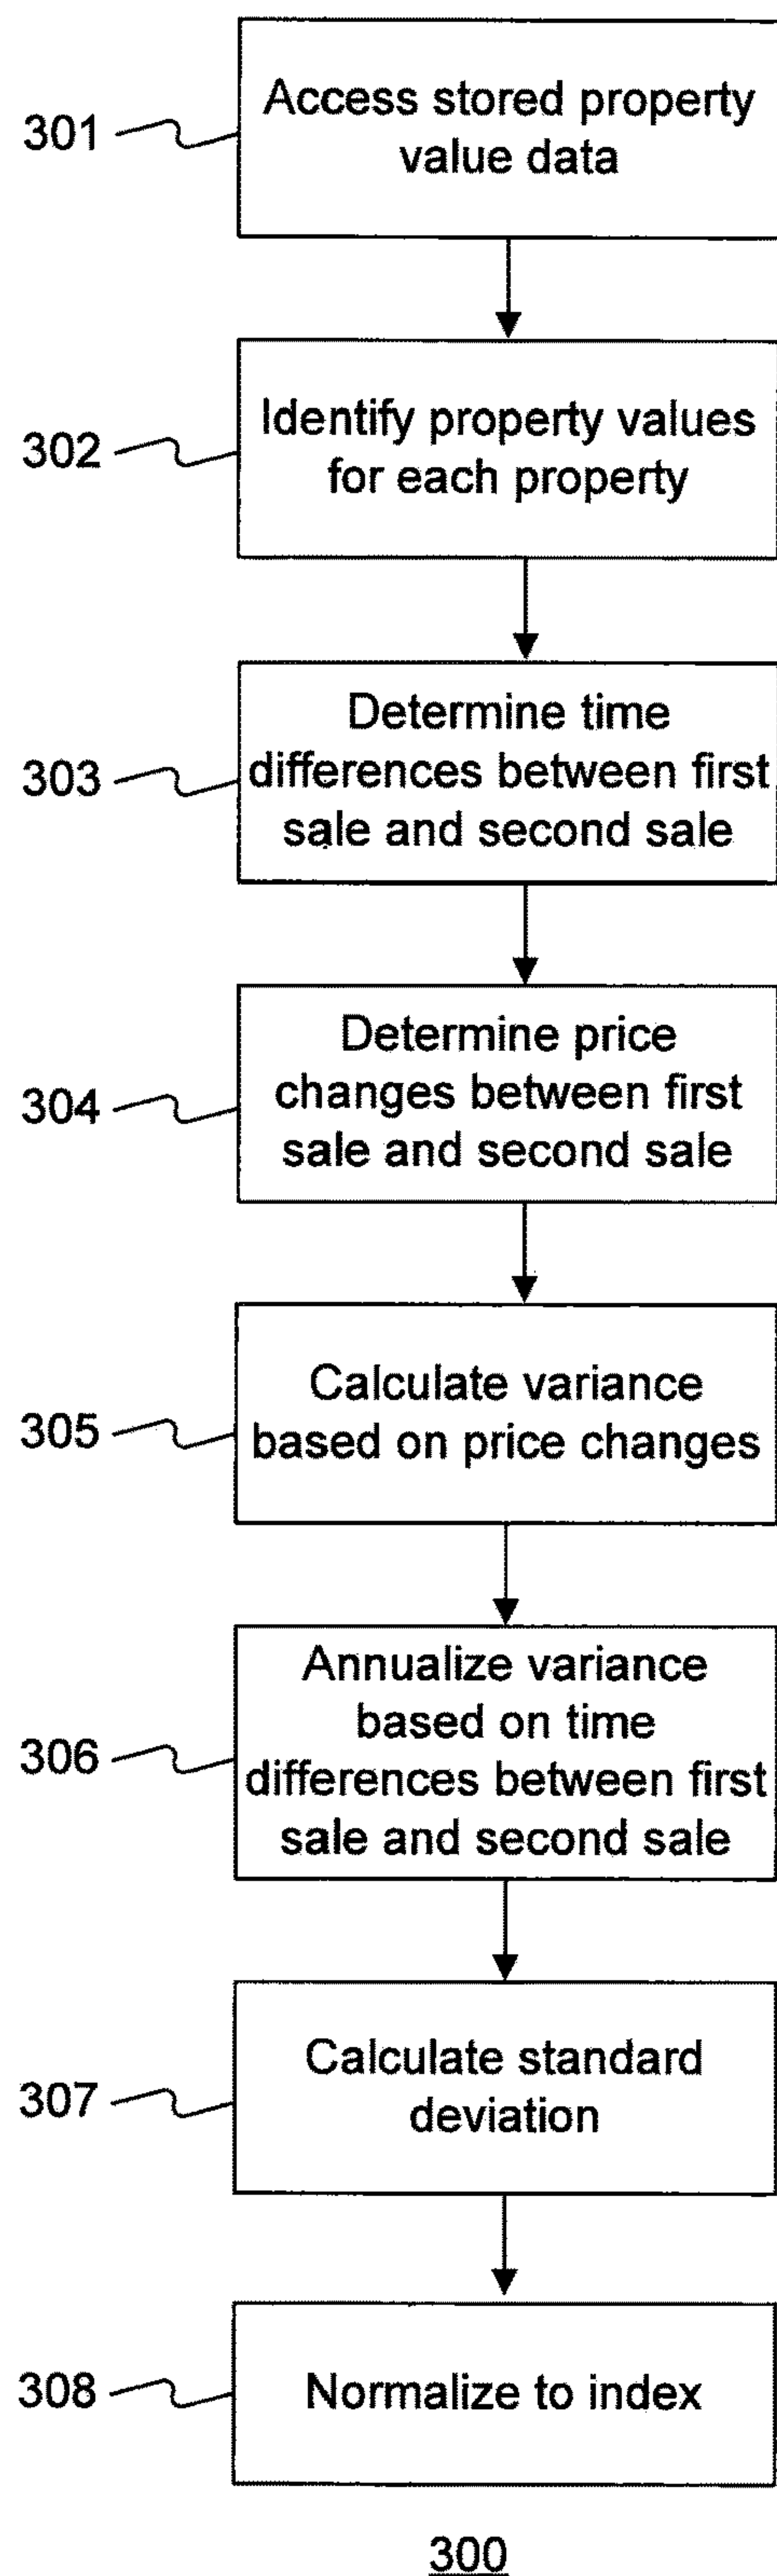 301
Access stored property
value data
302
Identify property values
for each property
303
Determine time
differences between first
sale and second sale
304
Determine price
changes between first
sale and second sale
305
Calculate variance
based on price changes
306
Annualize variance
based on time
differences between first
sale and second sale
307
Calculate standard
deviation
308
Normalize to index
300